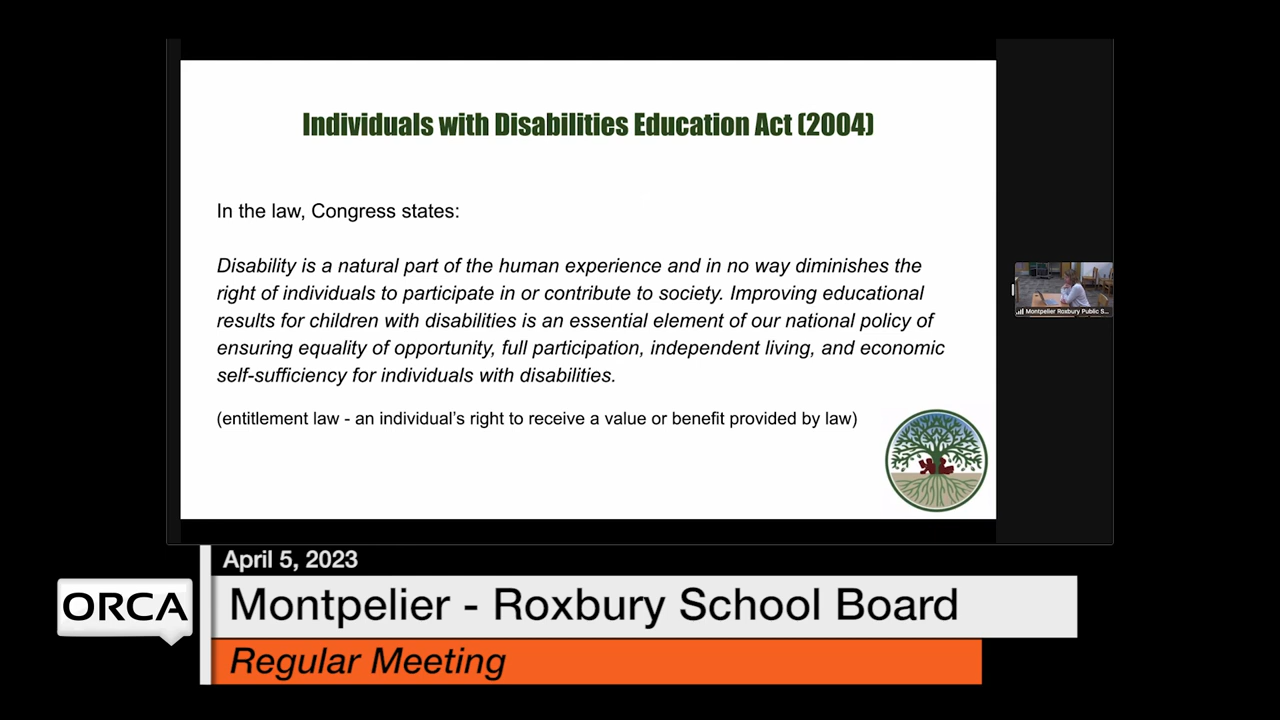 Individuals with Disabilities Education Act (2004)
In the law, Congress states:
Disability is a natural part of the human experience and in no way diminishes the
right of individuals to participate in or contribute to society. Improving educational
results for children with disabilities is an essential element of our national policy of
ensuring equality of opportunity, full participation, independent living, and economic
self-sufficiency for individuals with disabilities.
(entitlement law - an individual's right to receive a value or benefit provided by law)
Montpelier Roxbury Public S...
April 5, 2023
ORCA
Montpelier - Roxbury School Board
Regular Meeting